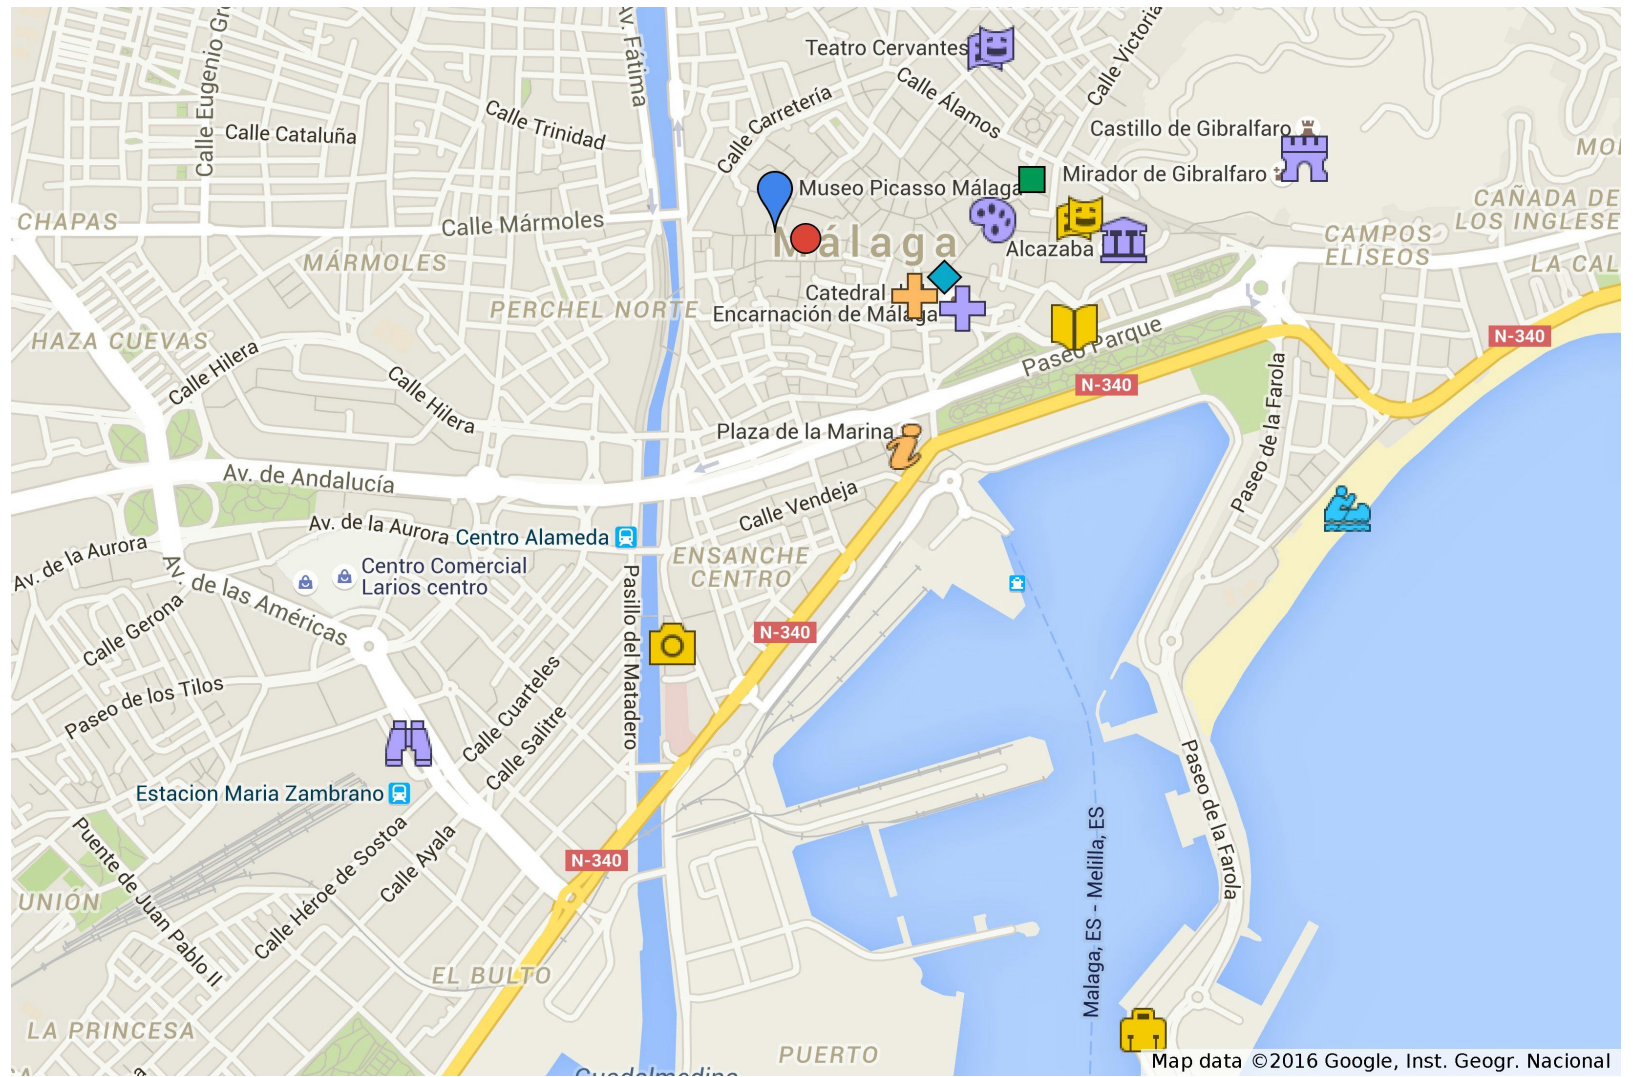 Teatro Cervantes
Av. Fátima
Calle Victoria
Calle Álamos
Calle Carretería
Calle Trinidad
Calle Cataluña
Castillo de Gibralfaro
Mirador de Gibralfaro
Museo Picasso Málaga
CHAPAS
Calle Mármoles
CAÑADA DE
LOS INGLESE
Málaga
Alcazaba
CAMPOS
ELÍSEOS
LA CAL
MÁRMOLES
Catedral
Encarnación de Málaga
PERCHEL NORTE
HAZA CUEVAS
Calle Hilera
Calle Hilera
Paseo Parque
N-340
N-340
Paseo de la Farola
Plaza de la Marina
Av. de Andalucía
Calle Vendeja
Av. de la Aurora
Centro Alameda
Av. de la Aurora
ENSANCHE
CENTRO
Centro Comercial
Larios centro
Av. de las Américas
Calle Gerona
Pasillo del Matadero
N-340
Paseo de los Tilos
Calle Cuarteles
Calle Salitre
Estacion Maria Zambrano
Paseo de la Farola
Malaga, ES - Melilla, ES
Puente de Juan Pablo II
Calle Héroe de Sostoa
Calle Ayala
N-340
UNIÓN
EL BULTO
LA PRINCESA
PUERTO
Map data ©2016 Google, Inst. Geogr. Nacional